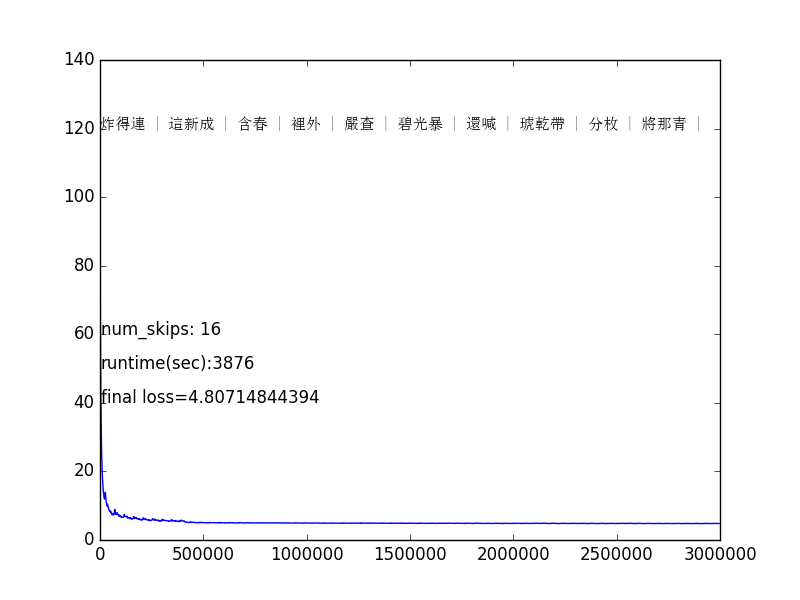 140
炸得連 | 這新成 | 含春 | 裡外 | 嚴查 | 碧光暴 | 還喊 | 琥乾帶 | 分枚 | 將那青 |
120
100
80
60
num_skips: 16
runtime(sec):3876
40
final loss=4.80714844394
20
0
0 500000 1000000 1500000 2000000 2500000 3000000